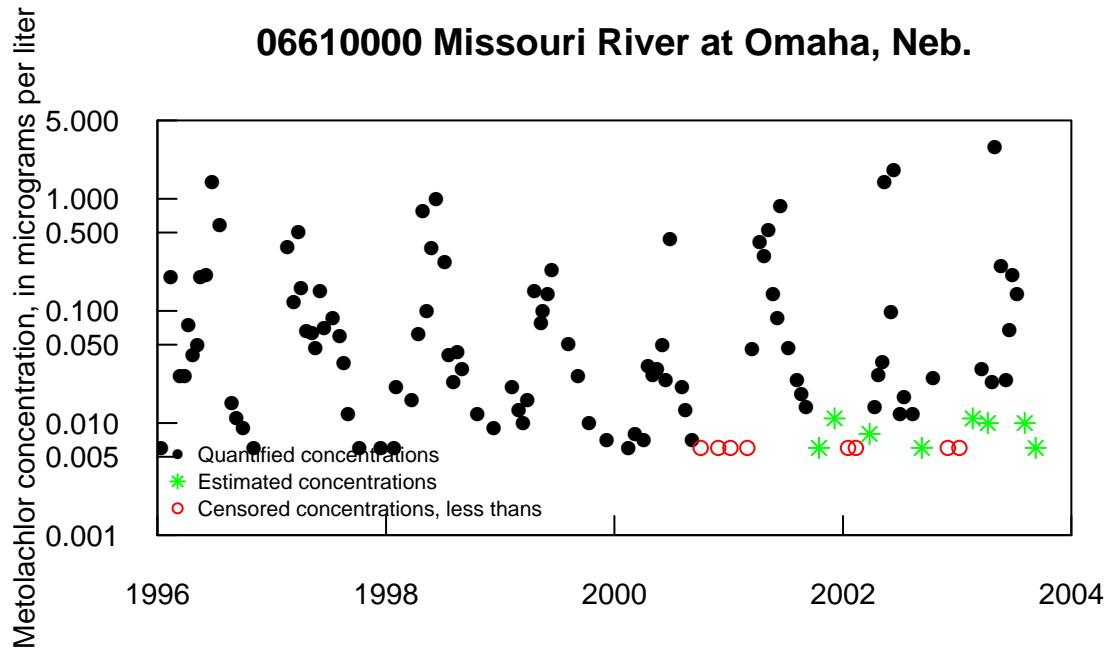 06610000 Missouri River at Omaha, Neb.
Metolachlor concentration, in micrograms per liter
5.000
1.000
0.500
0.100
0.050
0.010
0.005
0.001
Quantified concentrations
Estimated concentrations
Censored concentrations, less thans
1996
1998
2000
2002
2004